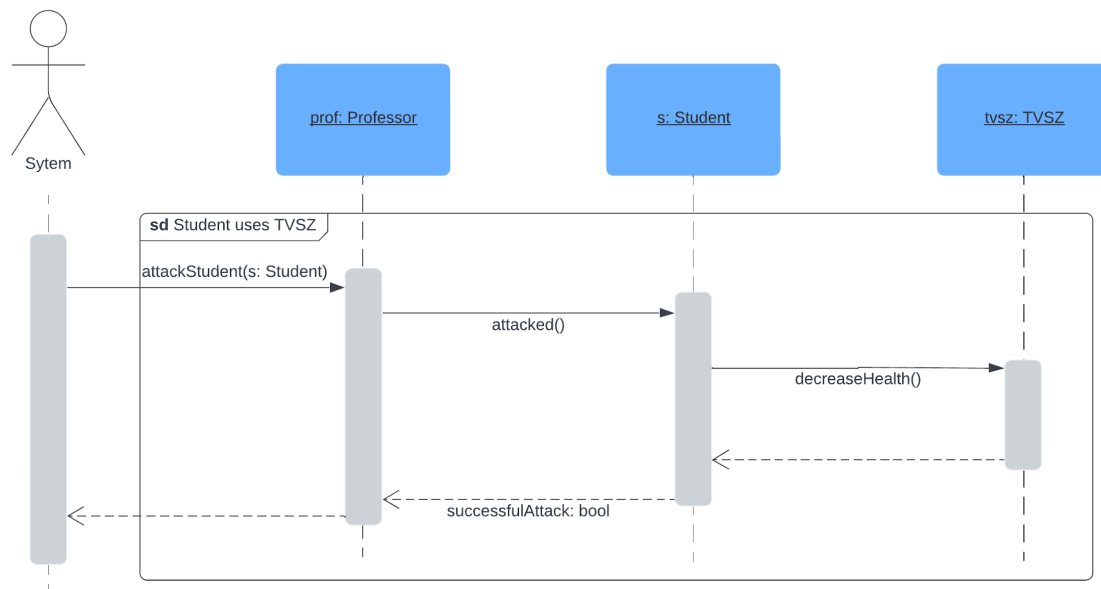 Sytem
prof: Professor
s: Student
tvsz: TVSZ
sd Student uses TVSZ
attackStudent(s: Student)
attacked()
decreaseHealth()
successfulAttack: bool